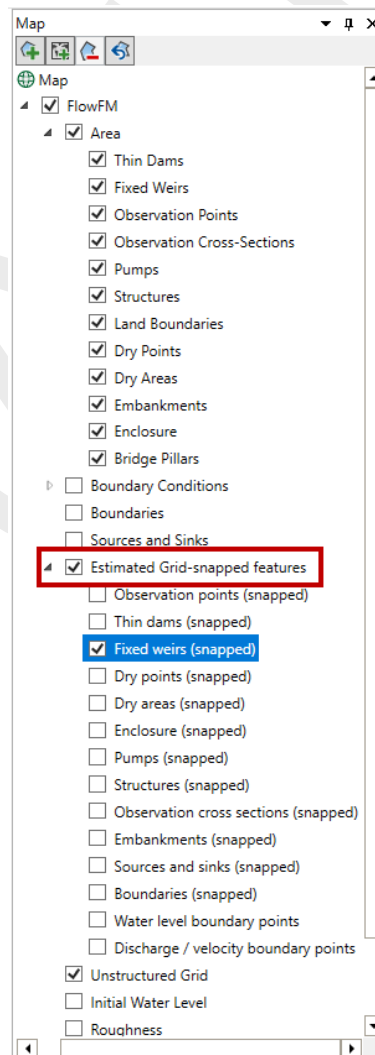 Map
Map
FlowFM
Area
Thin Dams
Fixed Weirs
Observation Points
Observation Cross-Sections
Pumps
Structures
Land Boundaries
Dry Points
Dry Areas
Embankments
Enclosure
Bridge Pillars
Boundary Conditions
Boundaries
Sources and Sinks
Estimated Grid-snapped features
Observation points (snapped)
Thin dams (snapped)
Fixed weirs (snapped)
Dry points (snapped)
Dry areas (snapped)
Enclosure (snapped)
Pumps (snapped)
Structures (snapped)
Observation cross sections (snapped)
Embankments (snapped)
Sources and sinks (snapped)
Boundaries (snapped)
Water level boundary points
Discharge / velocity boundary points
Unstructured Grid
Initial Water Level
Roughness